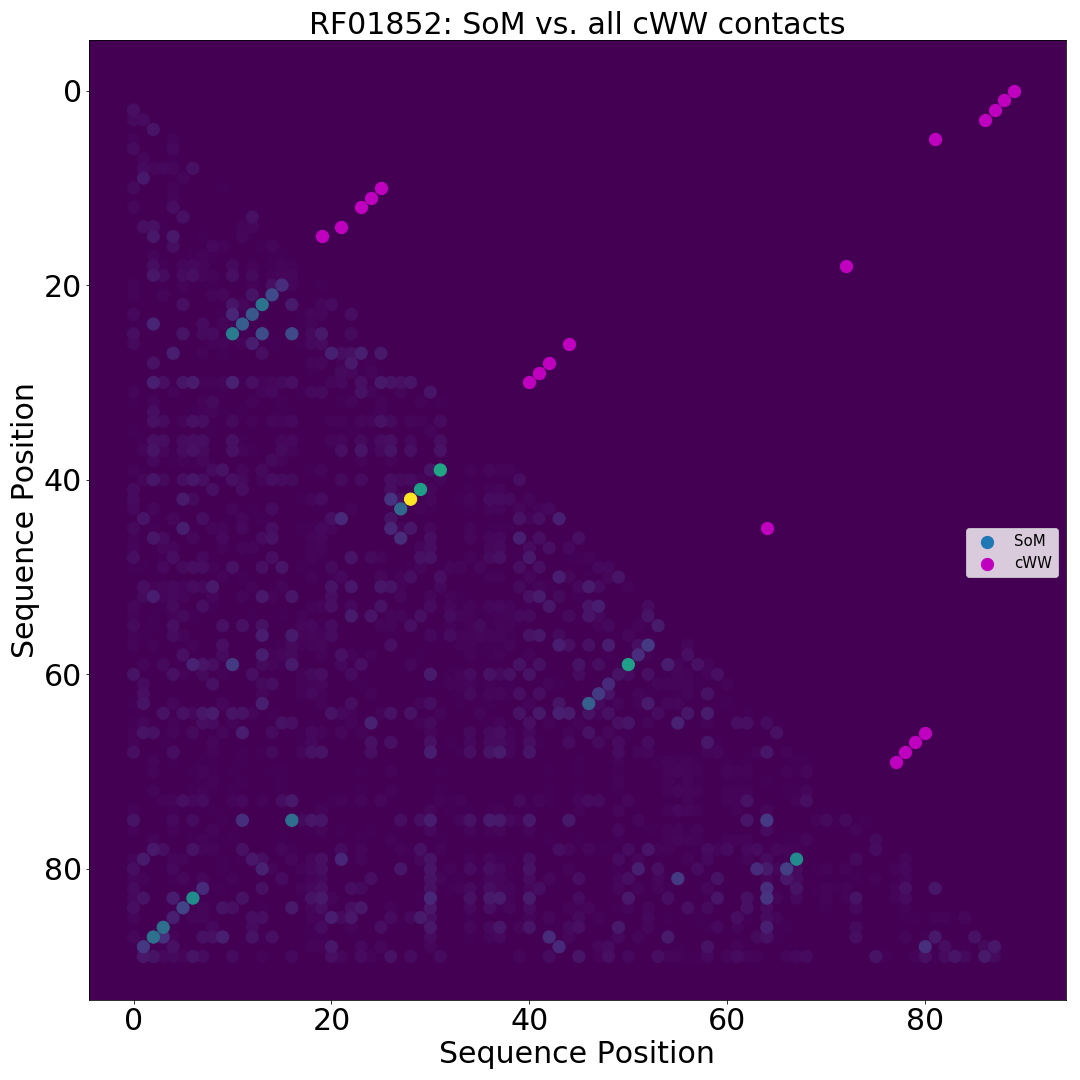 RF01852: SoM vs. all cWW contacts
0
20
40
60
80
Sequence Position
SoM
cWW
0 20 40 60 80
Sequence Position